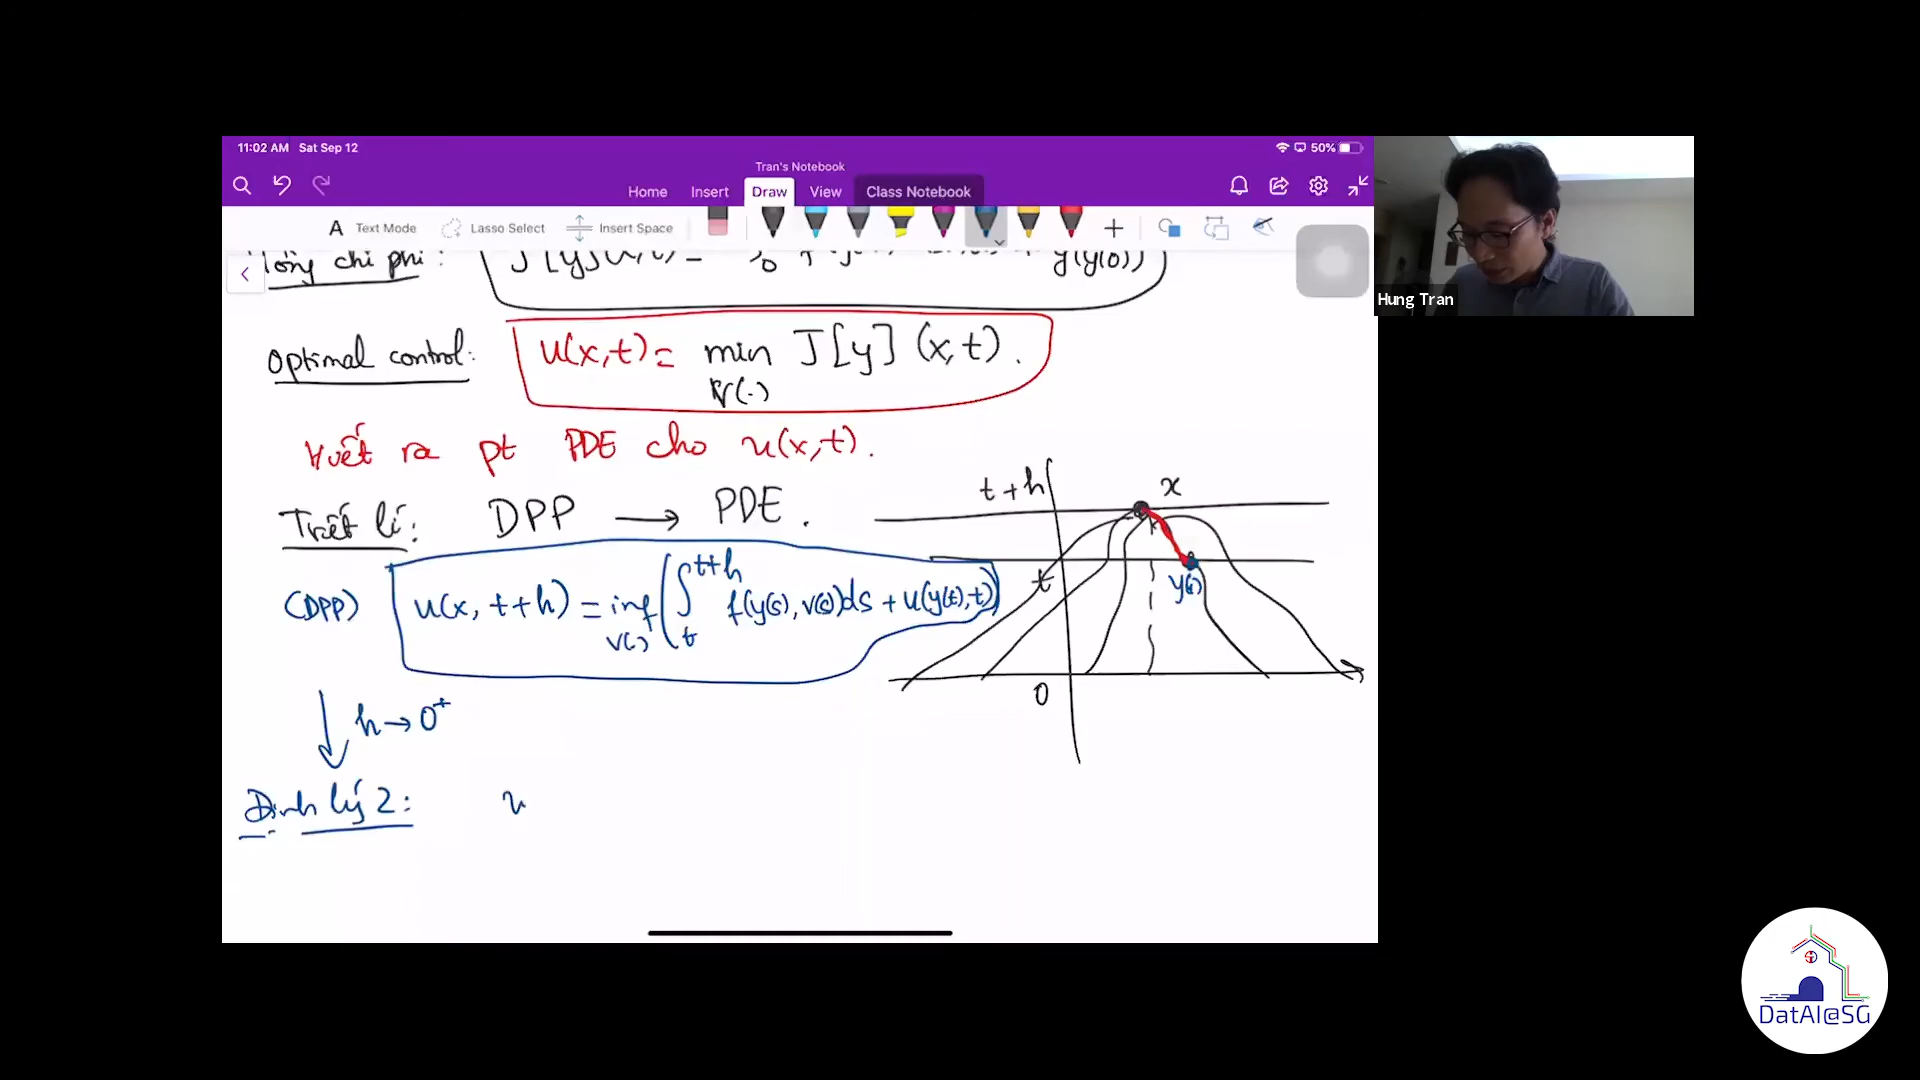 11:02 AM Sat Sep 12
50%
Tran's Notebook
Home Insert Draw View Class Notebook
A Text Mode Lasso Select Insert Space
Tổng chi phí :
Optimal control: u(x,t) = min J[y] (x,t).
v(·)
Viết ra pt PDE cho u(x,t).
Triết lí: DPP → PDE.
(DPP) u(x, t+h) = inf ( ∫ f(y(s), v(s))ds + u(y(t),t))
v(·) t t+h
t+h x
t y(t)
0
h → 0⁺
Định lý 2: u
Hung Tran
DatAI@SG